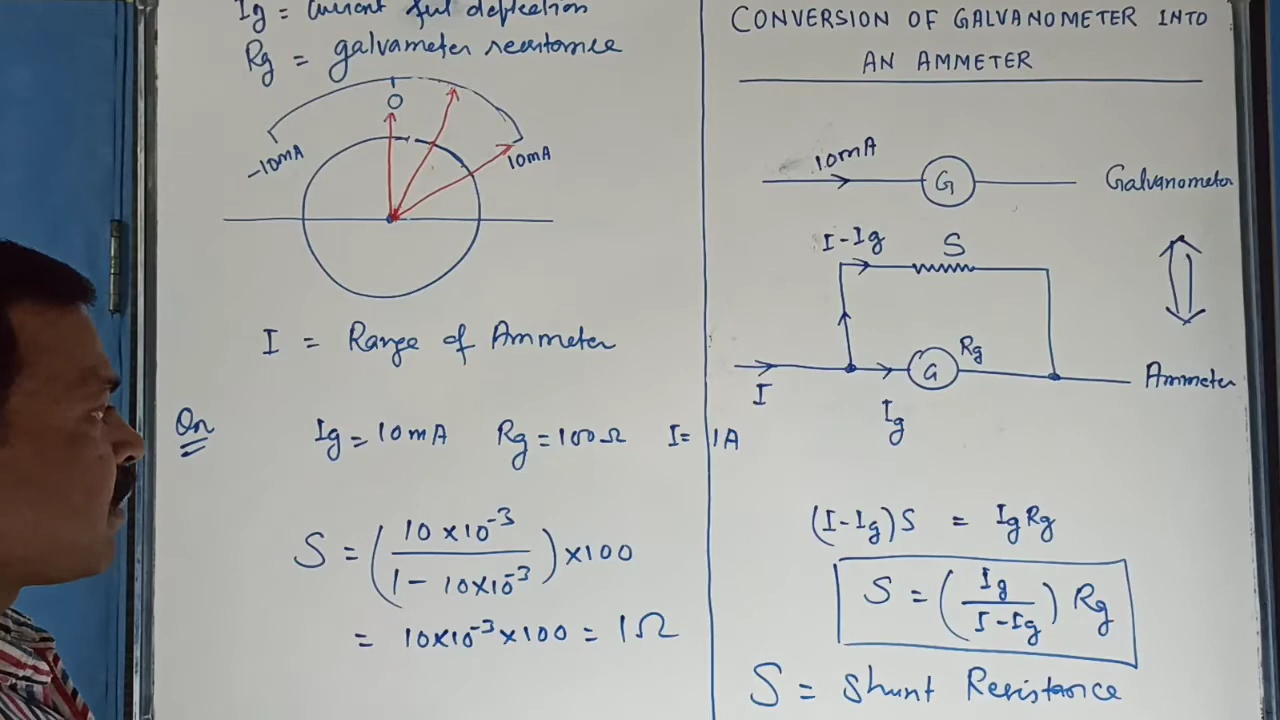 Ig = Current ful deflection
Rg = galvameter resistance
0
-10mA
10mA
I = Range of Ammeter
Qn
Ig = 10mA Rg = 100Ω I = 1A
S = (10×10⁻³ / 1 - 10×10⁻³) ×100
= 10×10⁻³×100 = 1Ω
CONVERSION OF GALVANOMETER INTO
AN AMMETER
10mA
G
Galvanometer
I-Ig
S
I
Ig
G
Rg
Ammeter
(I-Ig)S = IgRg
S = (Ig / I-Ig) Rg
S = Shunt Resistance